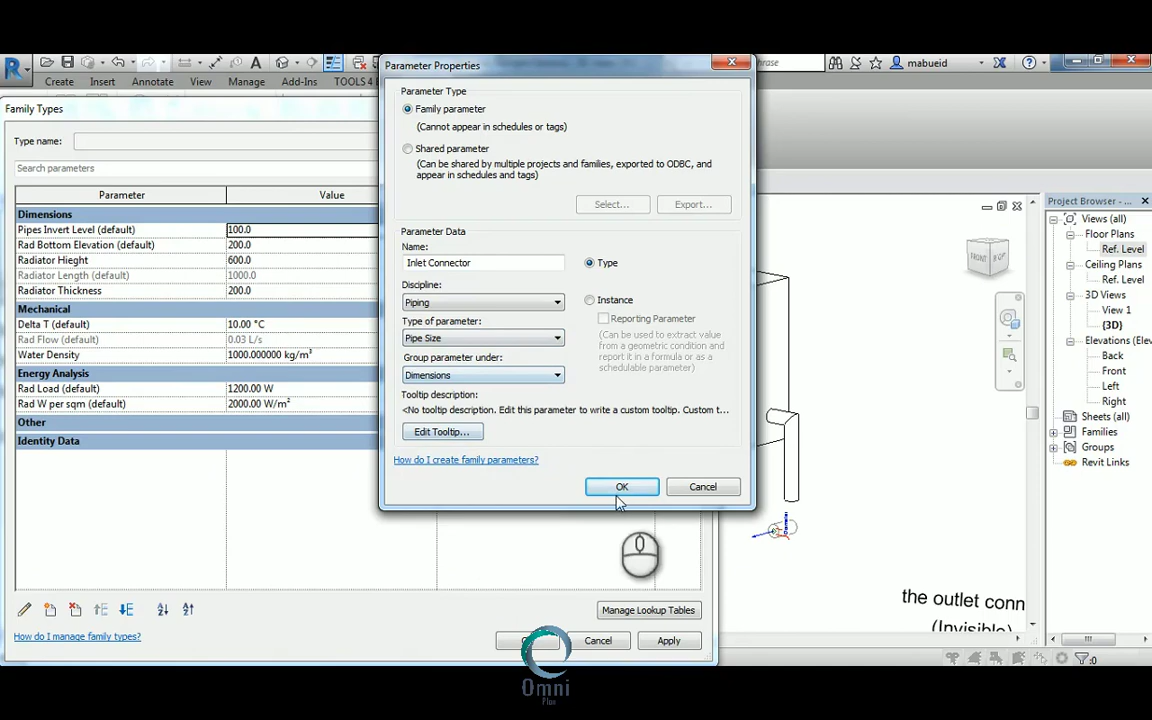 Parameter Properties
Create Insert Annotate View Manage Add-Ins TOOLS 4
phrase
mabueid
Family Types
Type name:
Search parameters
Parameter Value
Dimensions
Pipes Invert Level (default) 100.0
Rad Bottom Elevation (default) 200.0
Radiator Hieght 600.0
Radiator Length (default) 1000.0
Radiator Thickness 200.0
Mechanical
Delta T (default) 10.00 °C
Rad Flow (default) 0.03 L/s
Water Density 1000.000000 kg/m³
Energy Analysis
Rad Load (default) 1200.00 W
Rad W per sqm (default) 2000.00 W/m²
Other
Identity Data
Manage Lookup Tables
How do I manage family types?
Cancel
Apply
Parameter Type
Family parameter
(Cannot appear in schedules or tags)
Shared parameter
(Can be shared by multiple projects and families, exported to ODBC, and
appear in schedules and tags)
Select... Export...
Parameter Data
Name:
Inlet Connector
Type
Discipline:
Piping
Instance
Type of parameter:
Reporting Parameter
Pipe Size
(Can be used to extract value
from a geometric condition and
report it in a formula or as a
schedulable parameter)
Group parameter under:
Dimensions
Tooltip description:
<No tooltip description. Edit this parameter to write a custom tooltip. Custom t...
Edit Tooltip...
How do I create family parameters?
OK Cancel
FRONT
the outlet conn
(Invisible)
Project Browser - ...
Views (all)
Floor Plans
Ref. Level
Ceiling Plans
Ref. Level
3D Views
View 1
{3D}
Elevations (Elev
Back
Front
Left
Right
Sheets (all)
Families
Groups
Revit Links
:0
Omni
Plus